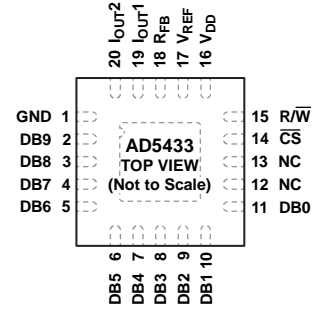 20 IOUT2
19 IOUT1
18 RFB
17 VREF
16 VDD
GND 1
DB9 2
DB8 3
DB7 4
DB6 5
AD5433
TOP VIEW
(Not to Scale)
15 R/W̅
14 C̅S̅
13 NC
12 NC
11 DB0
DB5 6
DB4 7
DB3 8
DB2 9
DB1 10